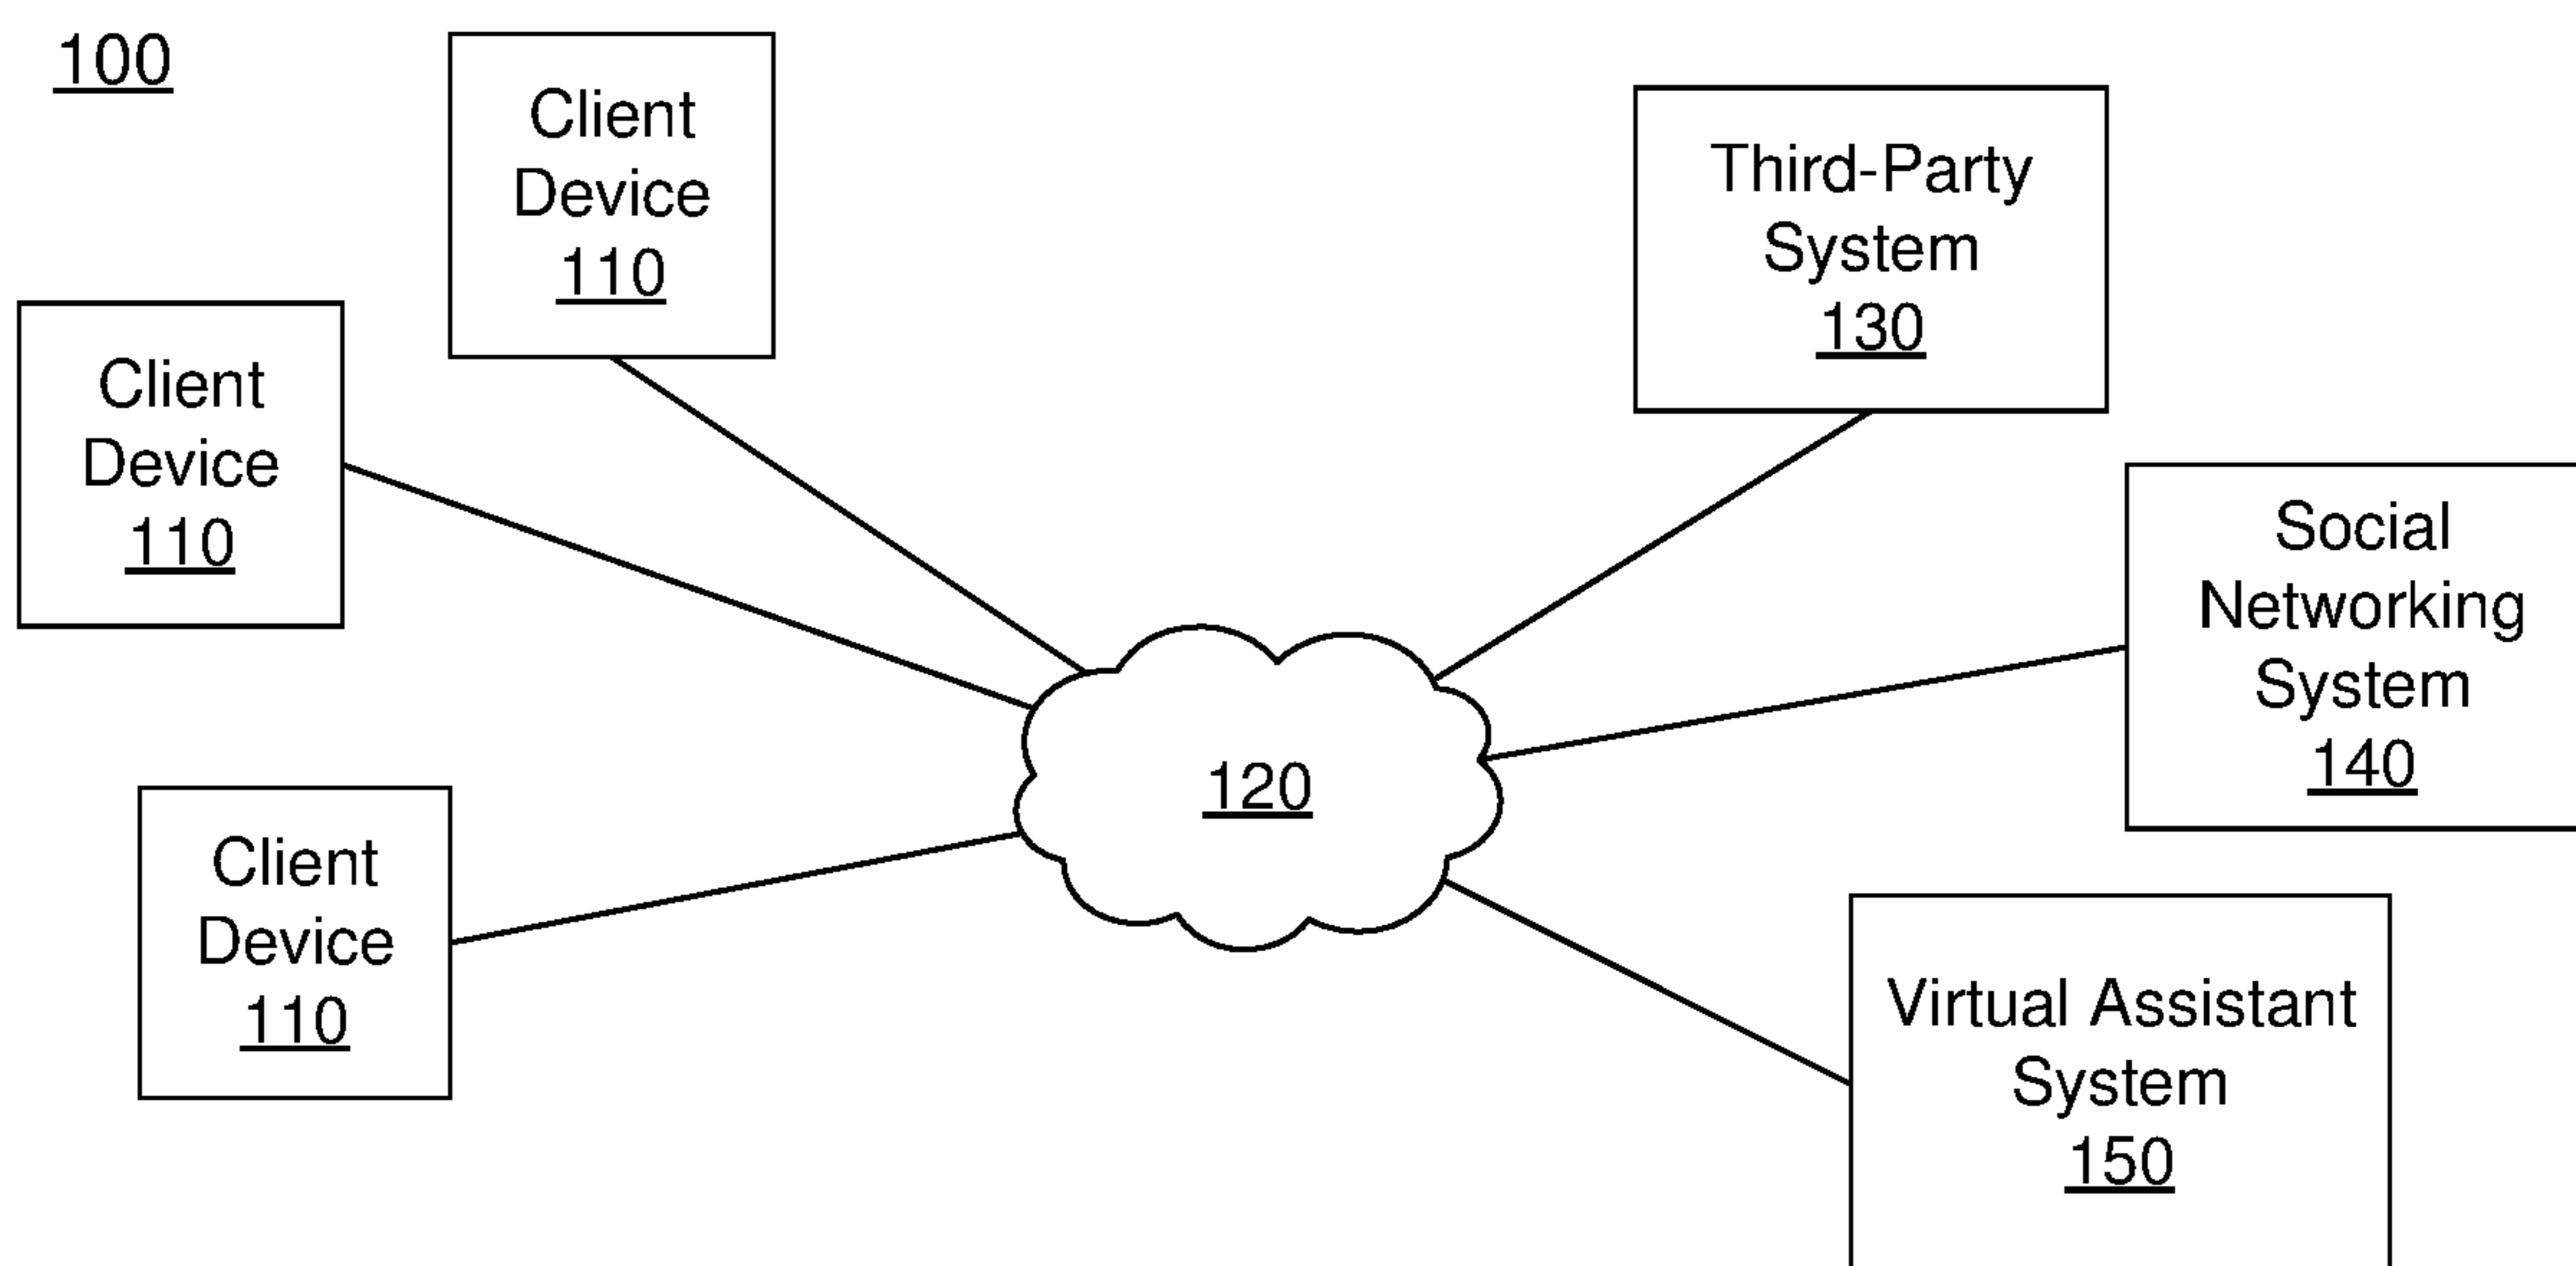 100
Client
Device
110
Client
Device
110
Client
Device
110
120
Third-Party
System
130
Social
Networking
System
140
Virtual Assistant
System
150